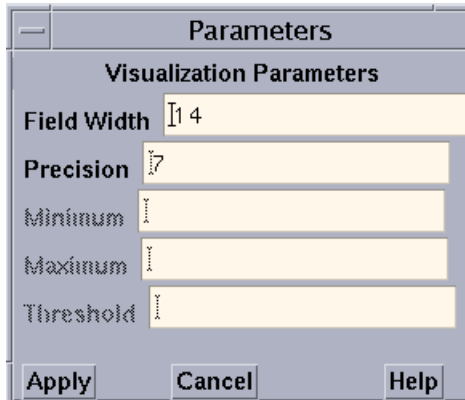 Parameters
Visualization Parameters
Field Width 14
Precision 7
Minimum
Maximum
Threshold
Apply Cancel Help